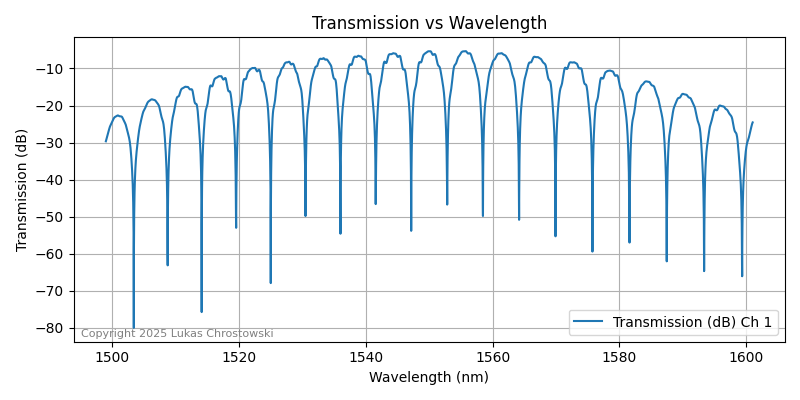 Transmission vs Wavelength
Transmission (dB)
−10
−20
−30
−40
−50
−60
−70
−80
Copyright 2025 Lukas Chrostowski
Transmission (dB) Ch 1
1500
1520
1540
1560
1580
1600
Wavelength (nm)